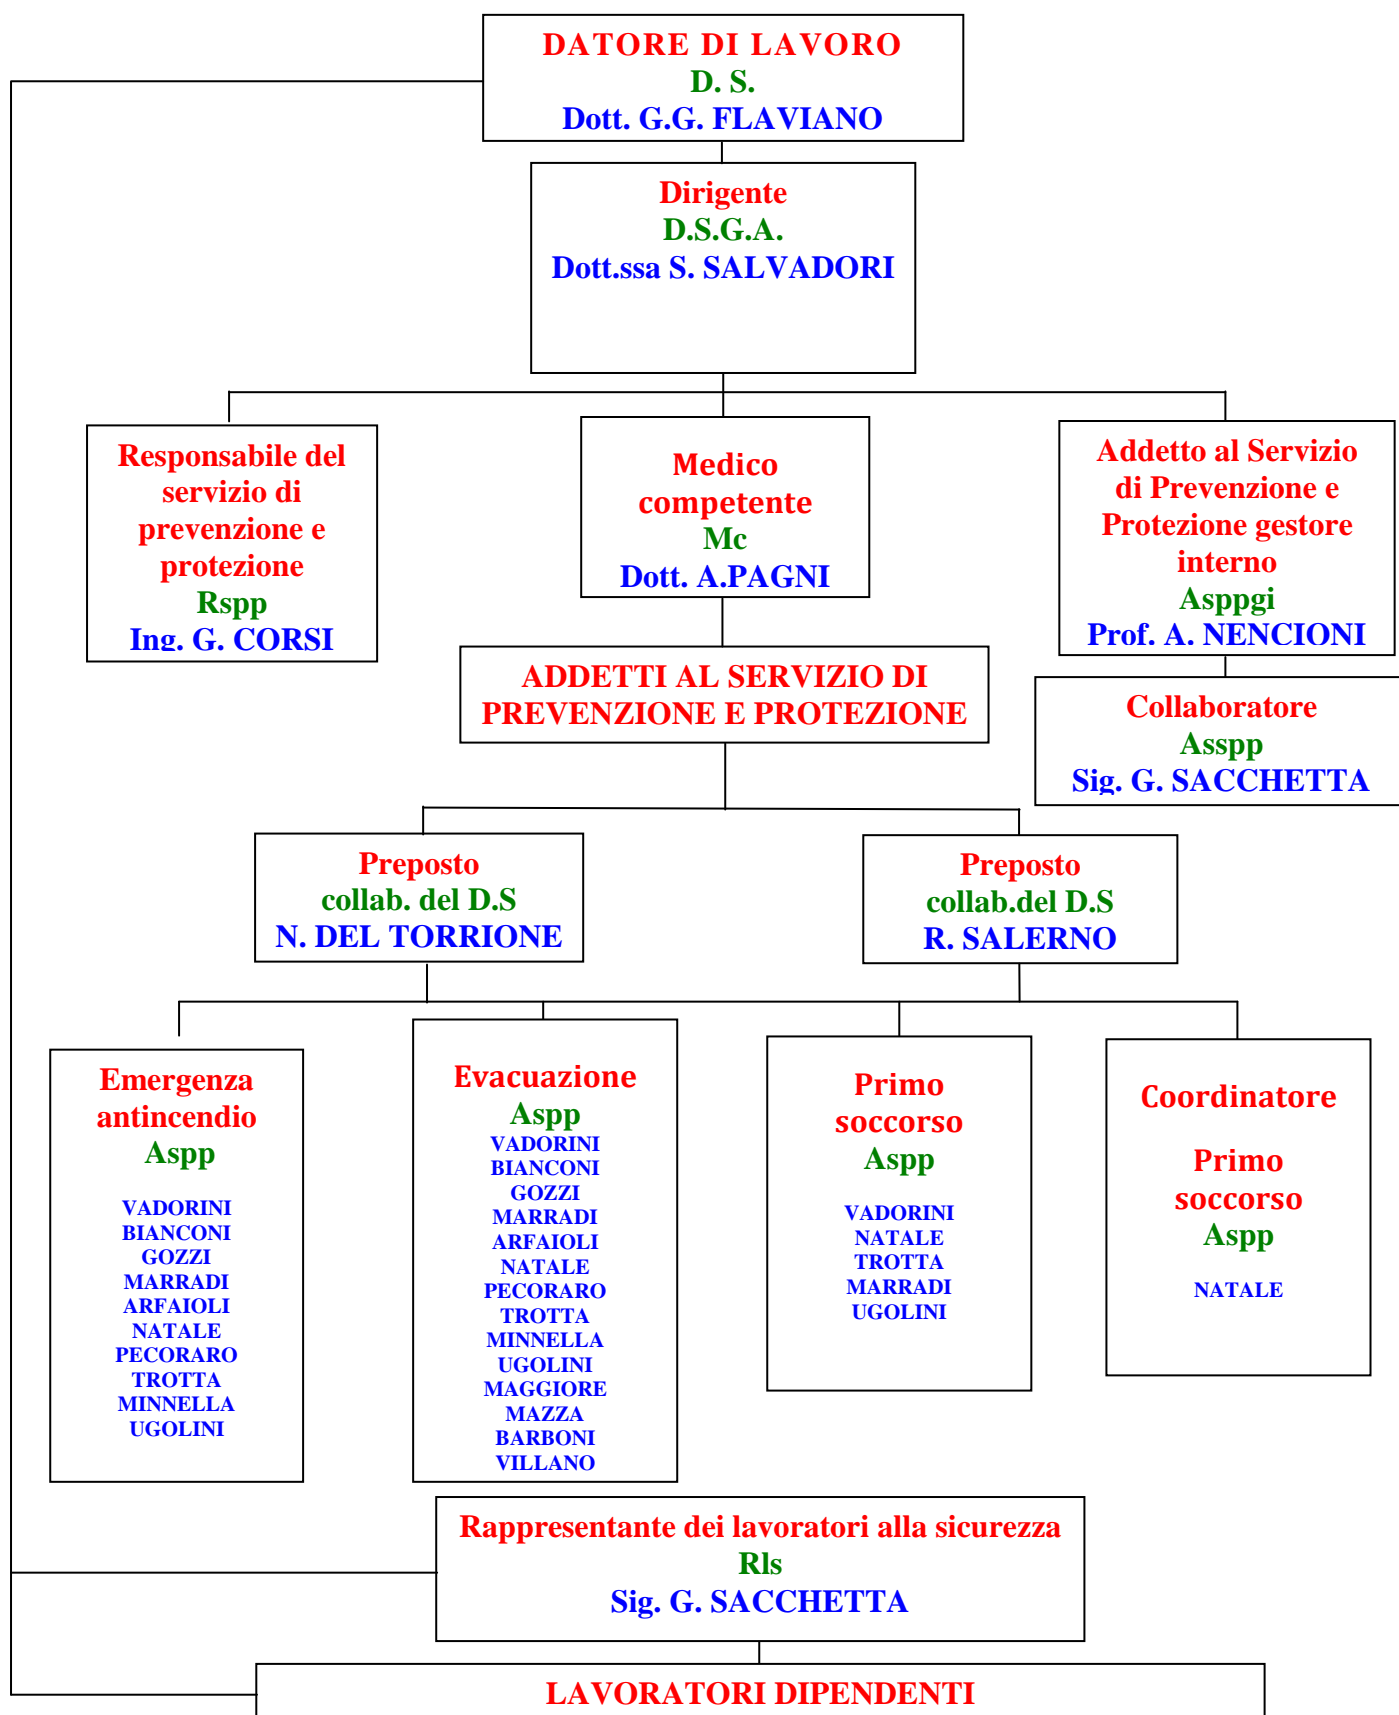 DATORE DI LAVORO
D. S.
Dott. G.G. FLAVIANO
Dirigente
D.S.G.A.
Dott.ssa S. SALVADORI
Responsabile del
servizio di
prevenzione e
protezione
Rspp
Ing. G. CORSI
Medico
competente
Mc
Dott. A.PAGNI
Addetto al Servizio
di Prevenzione e
Protezione gestore
interno
Asppgi
Prof. A. NENCIONI
ADDETTI AL SERVIZIO DI
PREVENZIONE E PROTEZIONE
Collaboratore
Asspp
Sig. G. SACCHETTA
Preposto
collab. del D.S
N. DEL TORRIONE
Preposto
collab.del D.S
R. SALERNO
Emergenza
antincendio
Aspp
VADORINI
BIANCONI
GOZZI
MARRADI
ARFAIOLI
NATALE
PECORARO
TROTTA
MINNELLA
UGOLINI
Evacuazione
Aspp
VADORINI
BIANCONI
GOZZI
MARRADI
ARFAIOLI
NATALE
PECORARO
TROTTA
MINNELLA
UGOLINI
MAGGIORE
MAZZA
BARBONI
VILLANO
Primo
soccorso
Aspp
VADORINI
NATALE
TROTTA
MARRADI
UGOLINI
Coordinatore
Primo
soccorso
Aspp
NATALE
Rappresentante dei lavoratori alla sicurezza
Rls
Sig. G. SACCHETTA
LAVORATORI DIPENDENTI